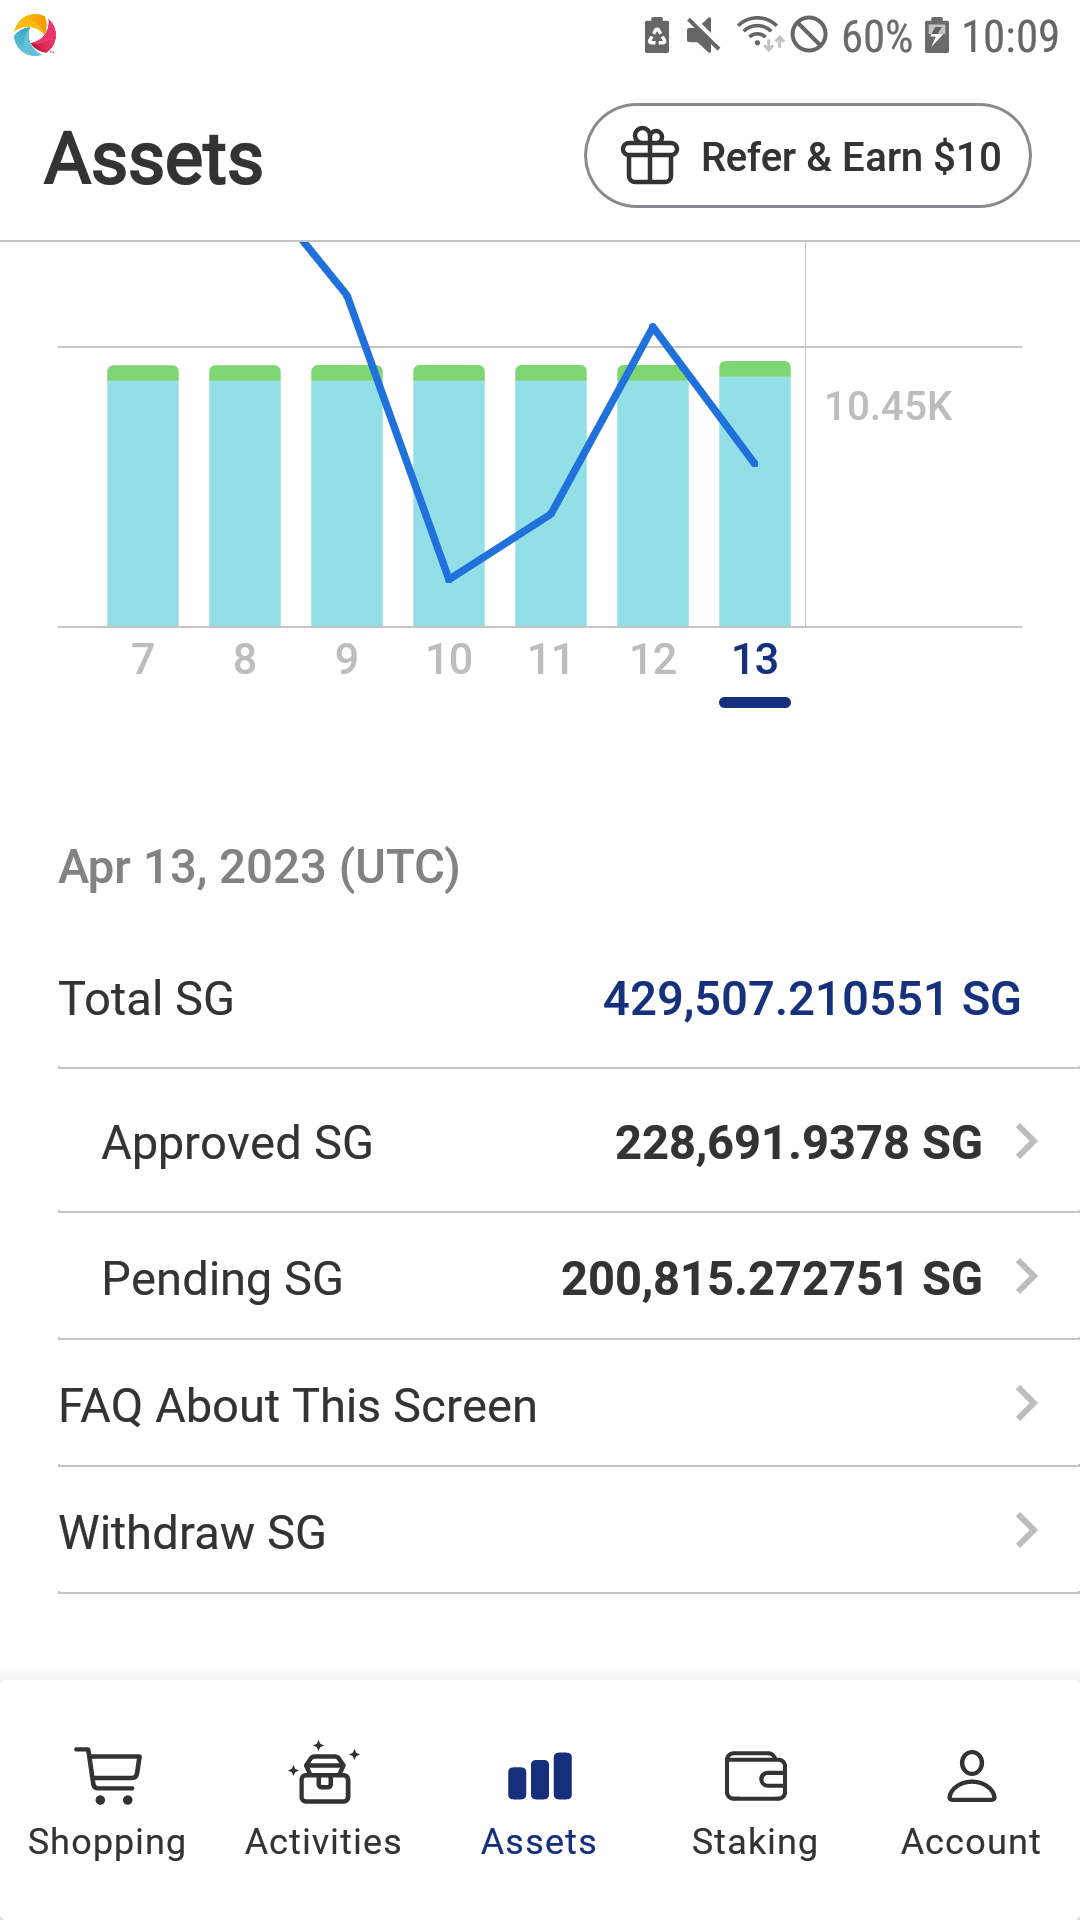 60% 10:09
Assets
Refer & Earn $10
10.45K
7 8 9 10 11 12 13
Apr 13, 2023 (UTC)
Total SG 429,507.210551 SG
Approved SG 228,691.9378 SG
Pending SG 200,815.272751 SG
FAQ About This Screen
Withdraw SG
Shopping Activities Assets Staking Account